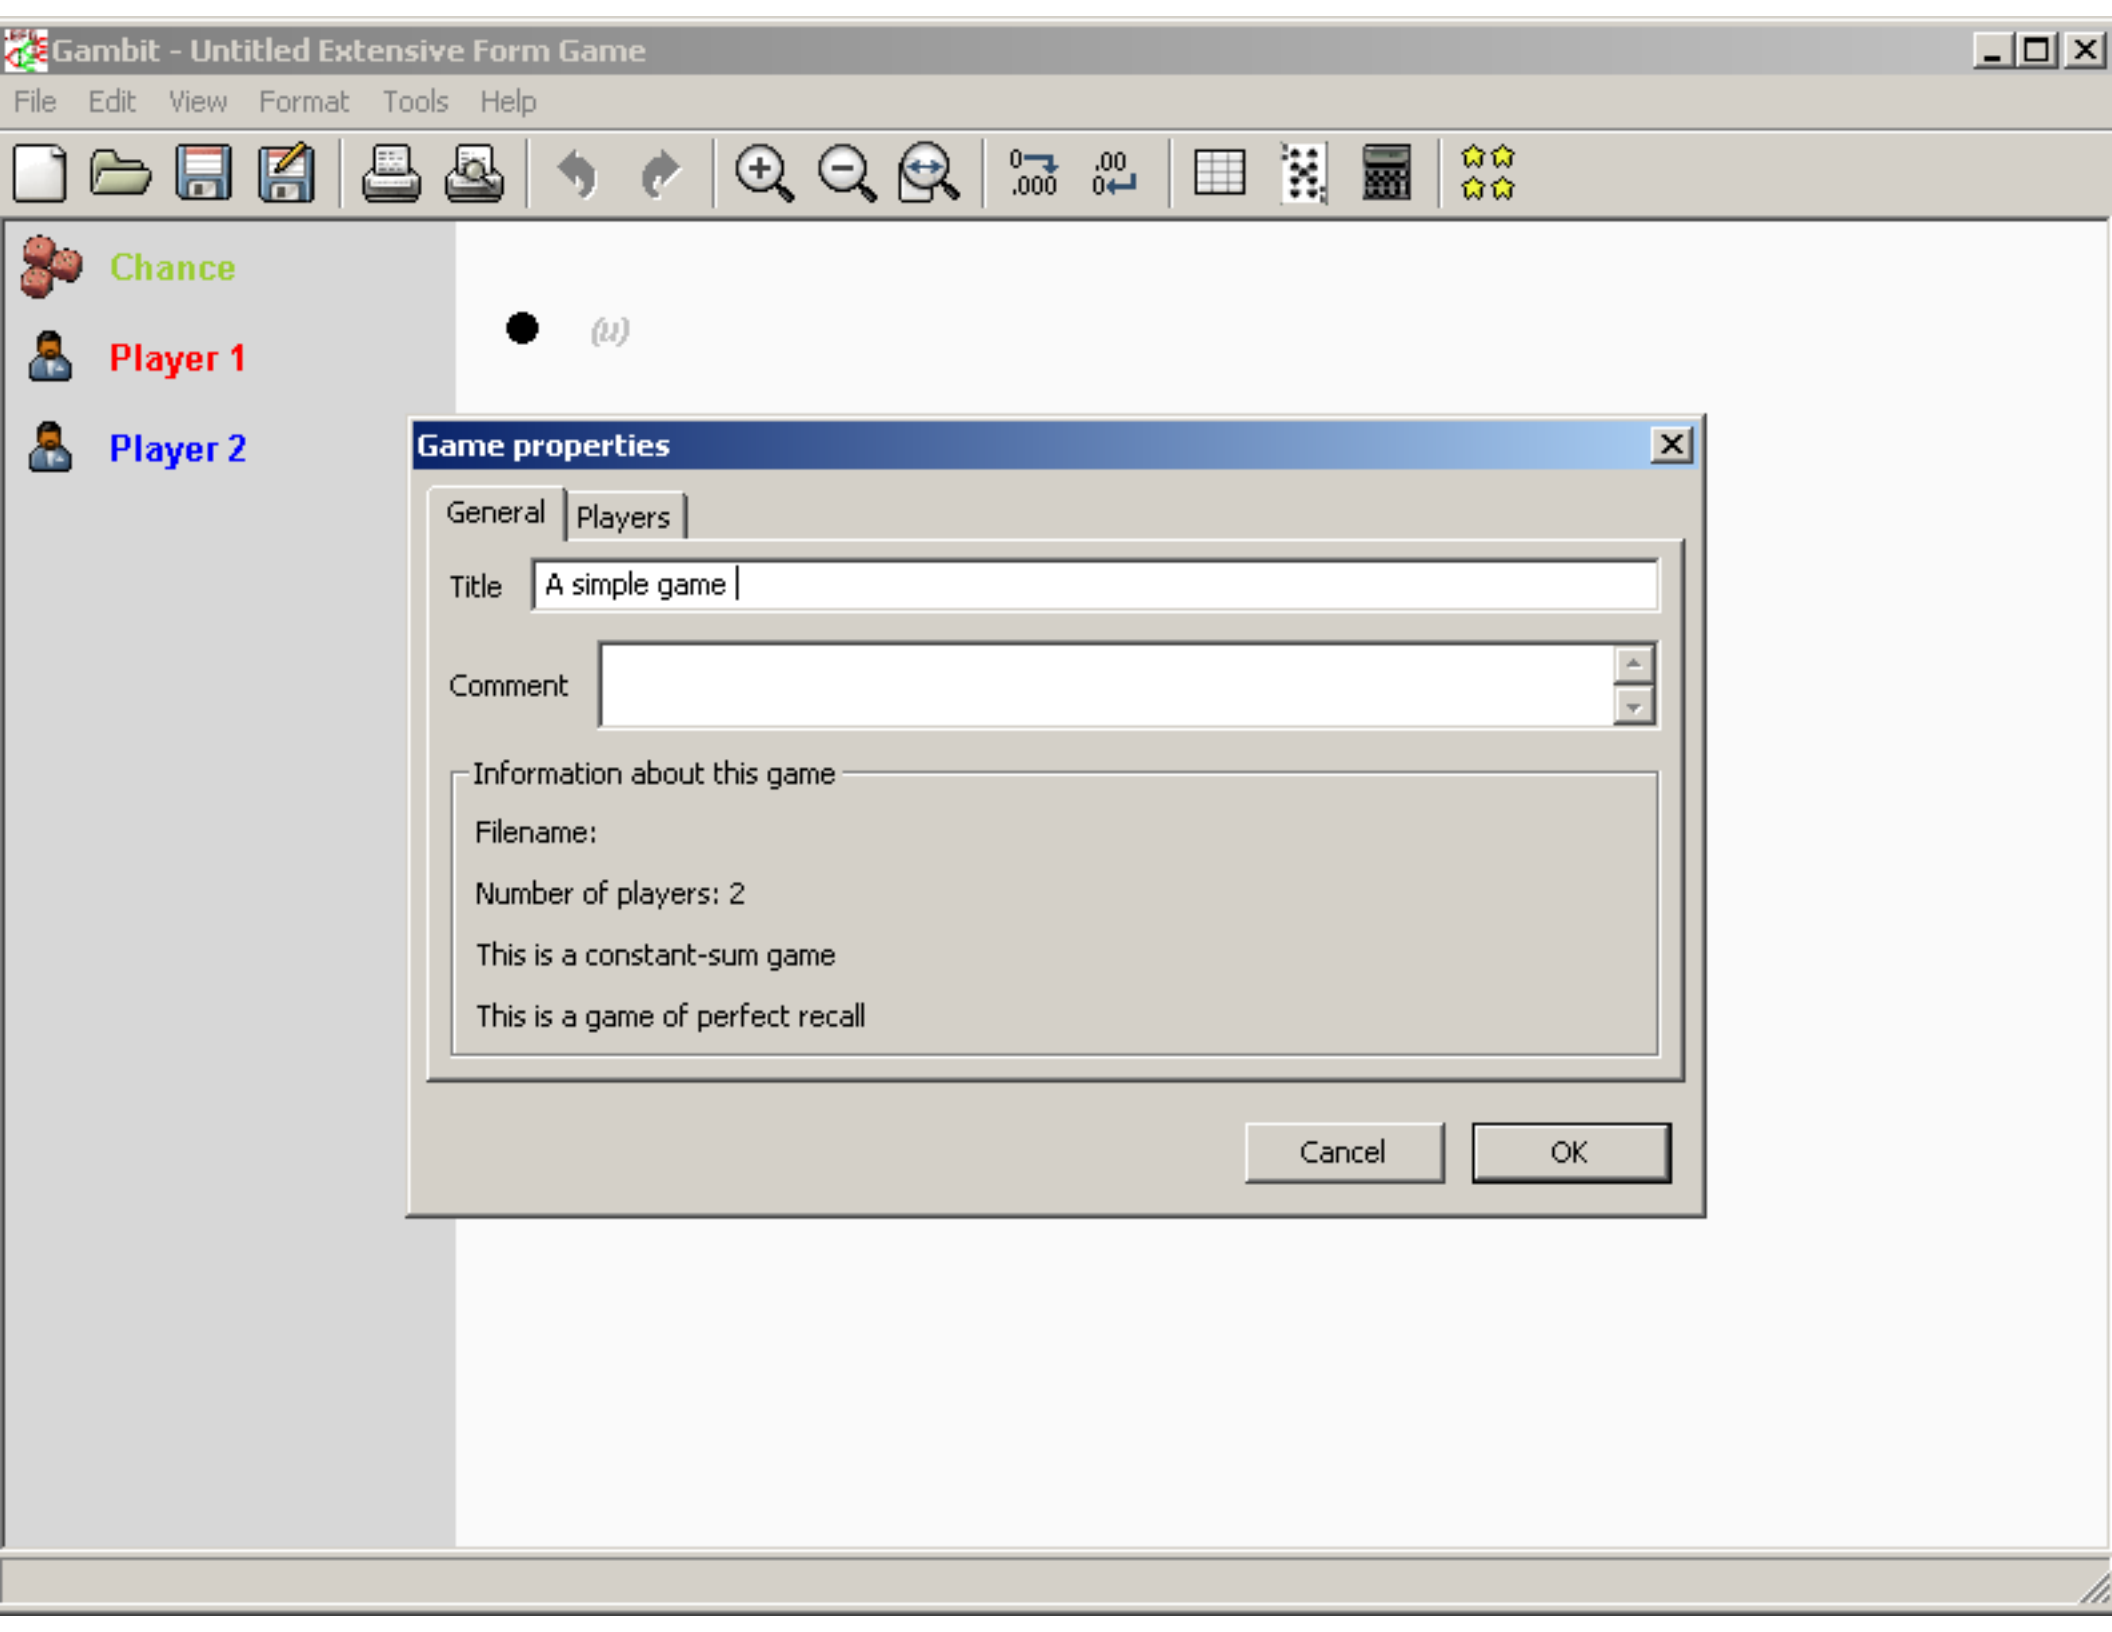 Gambit - Untitled Extensive Form Game
File Edit View Format Tools Help
0 .000 .00 0
Chance
(u)
Player 1
Player 2
Game properties
General Players
Title A simple game
Comment
Information about this game
Filename:
Number of players: 2
This is a constant-sum game
This is a game of perfect recall
Cancel OK